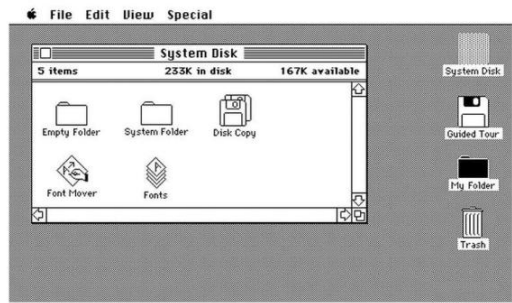 File Edit View Special
System Disk
5 items 233K in disk 167K available
Empty Folder System Folder Disk Copy
Font Mover Fonts
System Disk
Guided Tour
My Folder
Trash